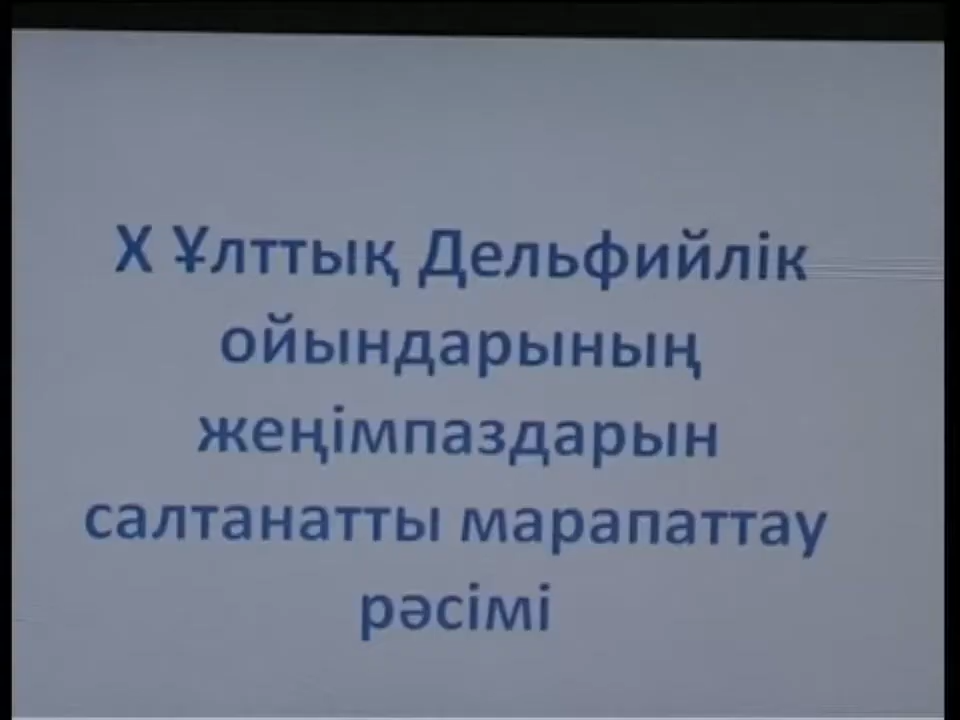 X Ұлттық Дельфийлік
ойындарының
жеңімпаздарын
салтанатты марапаттау
рәсімі